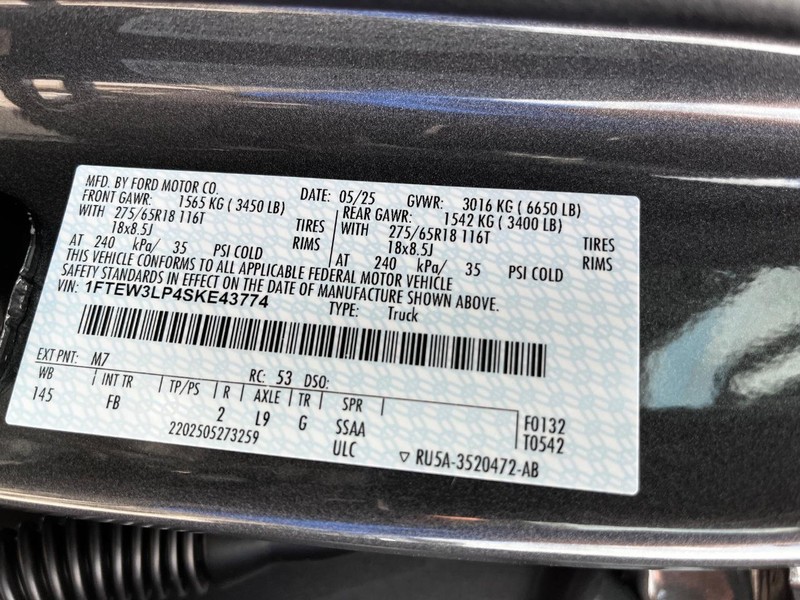 MFD. BY FORD MOTOR CO.
DATE: 05/25 GVWR: 3016 KG ( 6650 LB)
FRONT GAWR: 1565 KG ( 3450 LB) REAR GAWR: 1542 KG ( 3400 LB)
WITH 275/65R18 116T TIRES WITH 275/65R18 116T TIRES
18x8.5J RIMS 18x8.5J RIMS
AT 240 kPa/ 35 PSI COLD AT 240 kPa/ 35 PSI COLD
THIS VEHICLE CONFORMS TO ALL APPLICABLE FEDERAL MOTOR VEHICLE
SAFETY STANDARDS IN EFFECT ON THE DATE OF MANUFACTURE SHOWN ABOVE.
VIN: 1FTEW3LP4SKE43774
TYPE: Truck
EXT PNT: M7 RC: 53 DSO:
WB INT TR TP/PS R AXLE TR SPR
145 FB 2 L9 G SSAA
ULC
F0132
T0542
2202505273259
▽ RU5A-3520472-AB